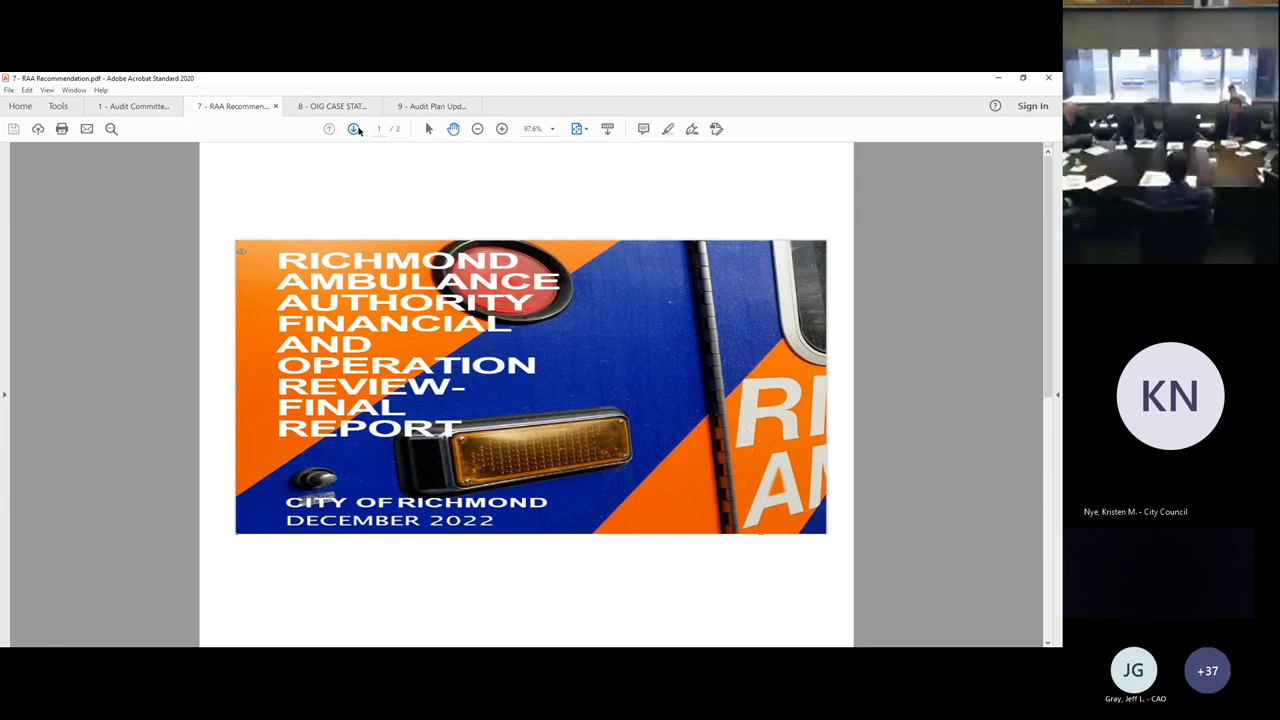 7 - RAA Recommendation.pdf - Adobe Acrobat Standard 2020
File Edit View Window Help
Home Tools 1 - Audit Committe... 7 - RAA Recommen... × 8 - OIG CASE STAT... 9 - Audit Plan Upd... Sign In
1 / 2 97.6%
RICHMOND
AMBULANCE
AUTHORITY
FINANCIAL
AND
OPERATION
REVIEW-
FINAL
REPORT
CITY OF RICHMOND
DECEMBER 2022
RI
AM
KN
Nye, Kristen M. - City Council
JG
+37
Gray, Jeff L. - CAO